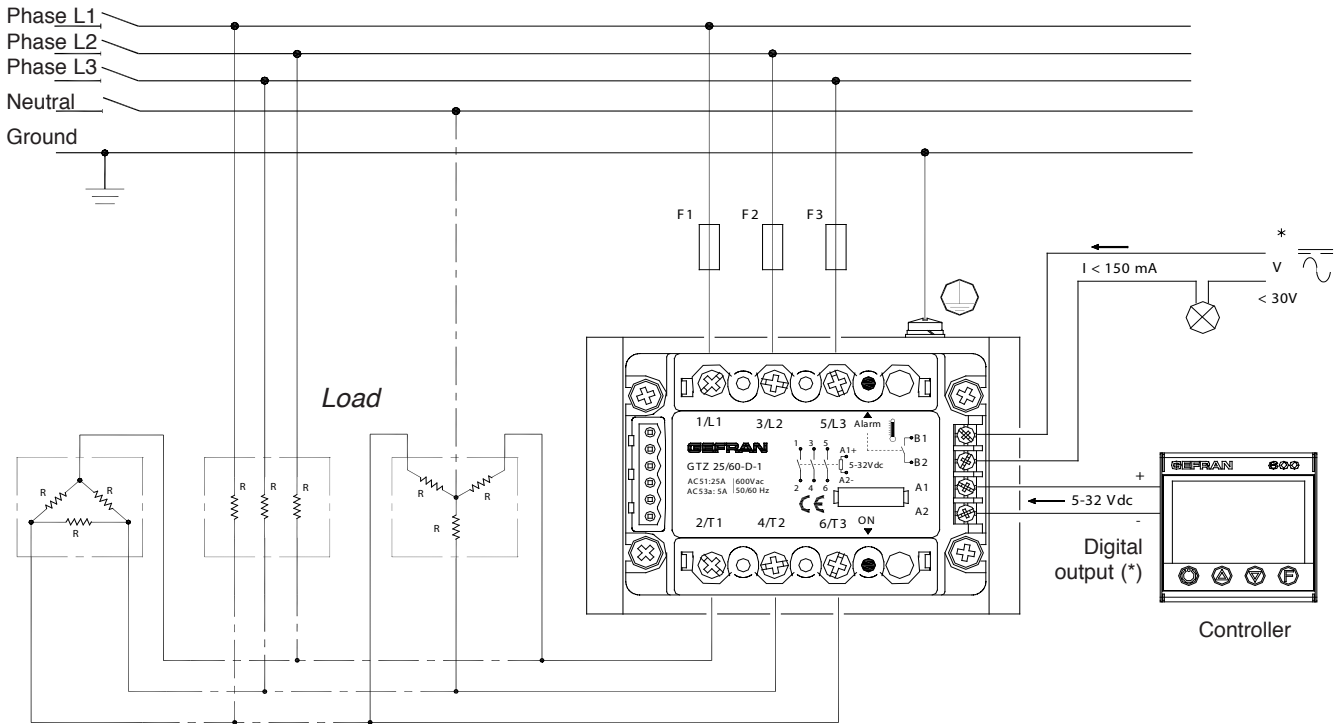 Phase L1
Phase L2
Phase L3
Neutral
Ground
F1
F2
F3
*
I < 150 mA
V
< 30V
Load
R
R
R
R
R
R
R
R
R
1/L1
3/L2
5/L3
Alarm
GEFRAN
GTZ 25/60-D-1
AC51:25A
600Vac
AC53a: 5A
50/60 Hz
1 3 5
2 4 6
A1+
5-32Vdc
A2-
CE
B1
B2
A1
A2
2/T1
4/T2
6/T3
ON
+
5-32 Vdc
-
Digital
output (*)
GEFRAN
600
F
Controller